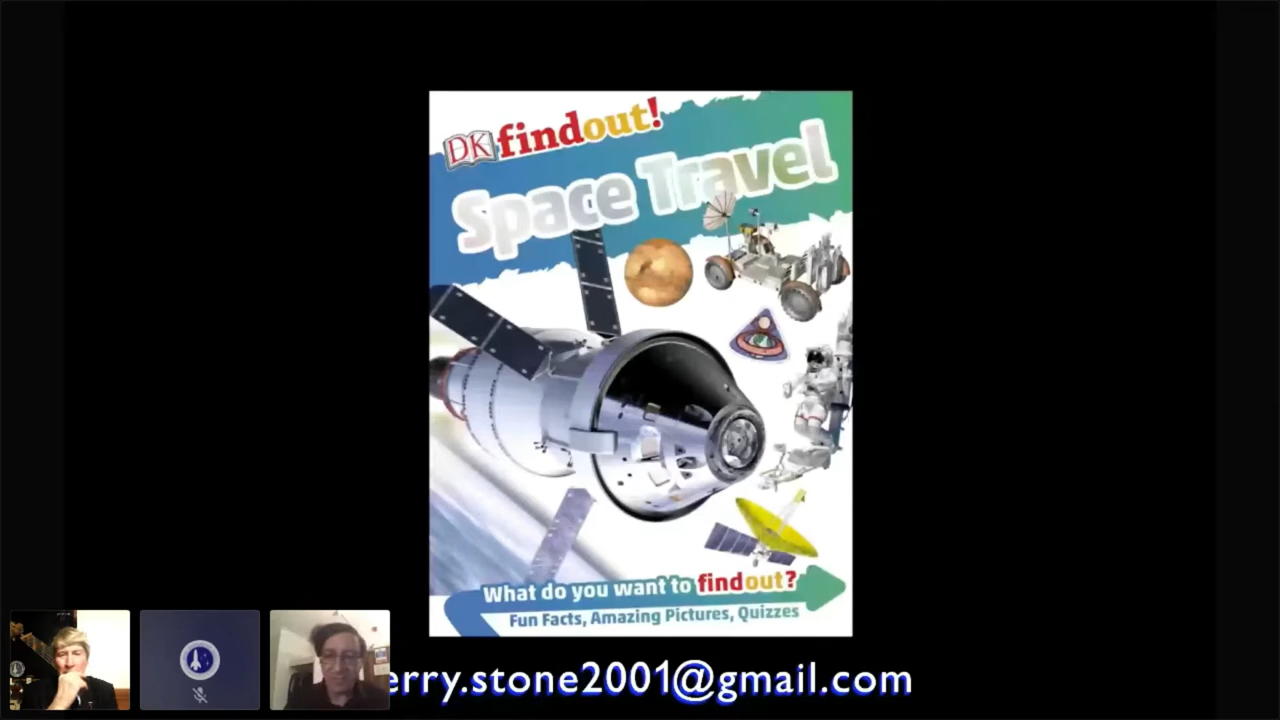 DK findout!
Space Travel
What do you want to findout?
Fun Facts, Amazing Pictures, Quizzes
erry.stone2001@gmail.com